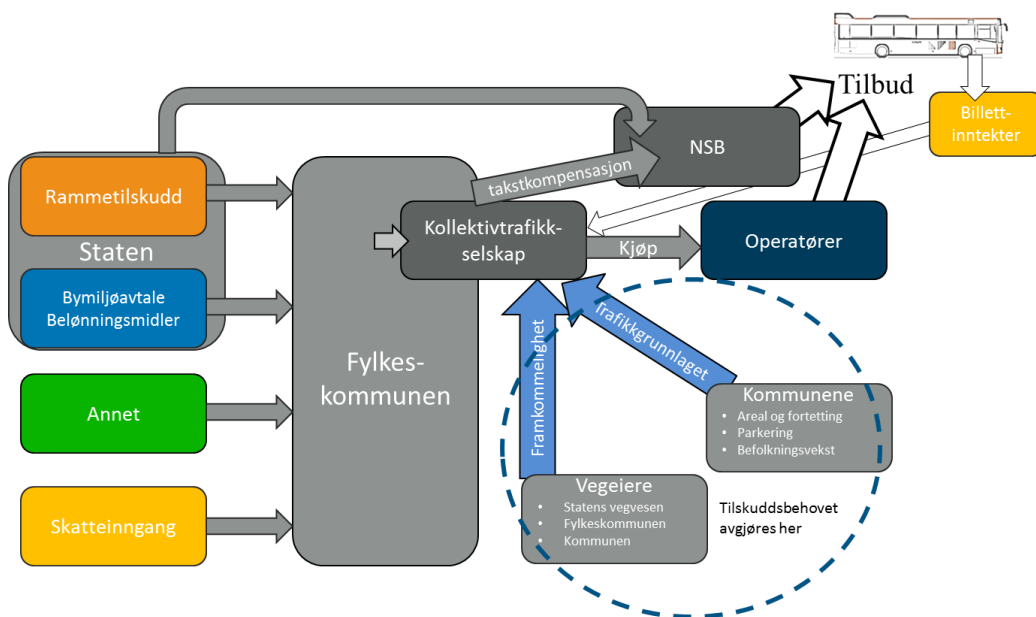 Tilbud
Billett-
inntekter
NSB
takstkompensasjon
Rammetilskudd
Staten
Bymiljøavtale
Belønningsmidler
Kollektivtrafikk-
selskap
Kjøp
Operatører
Fylkes-
kommunen
Annet
Skatteinngang
Framkommelighet
Trafikkgrunnlaget
Kommunene
• Areal og fortetting
• Parkering
• Befolkningsvekst
Vegeiere
• Statens vegvesen
• Fylkeskommunen
• Kommunen
Tilskuddsbehovet
avgjøres her